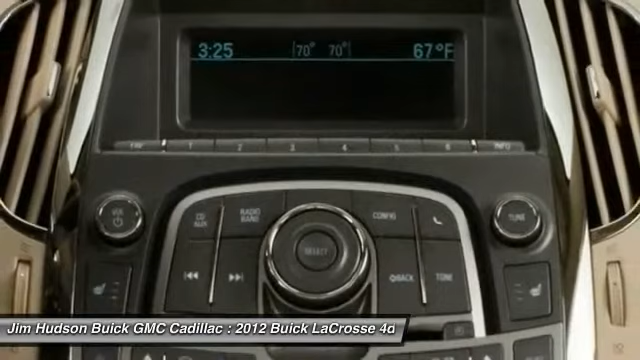 3:25 70° 70° 67°F
FAV 1 2 3 4 5 6 INFO
VOL CD AUX RADIO BAND CONFIG TUNE
SELECT
BACK TONE
Jim Hudson Buick GMC Cadillac : 2012 Buick LaCrosse 4d